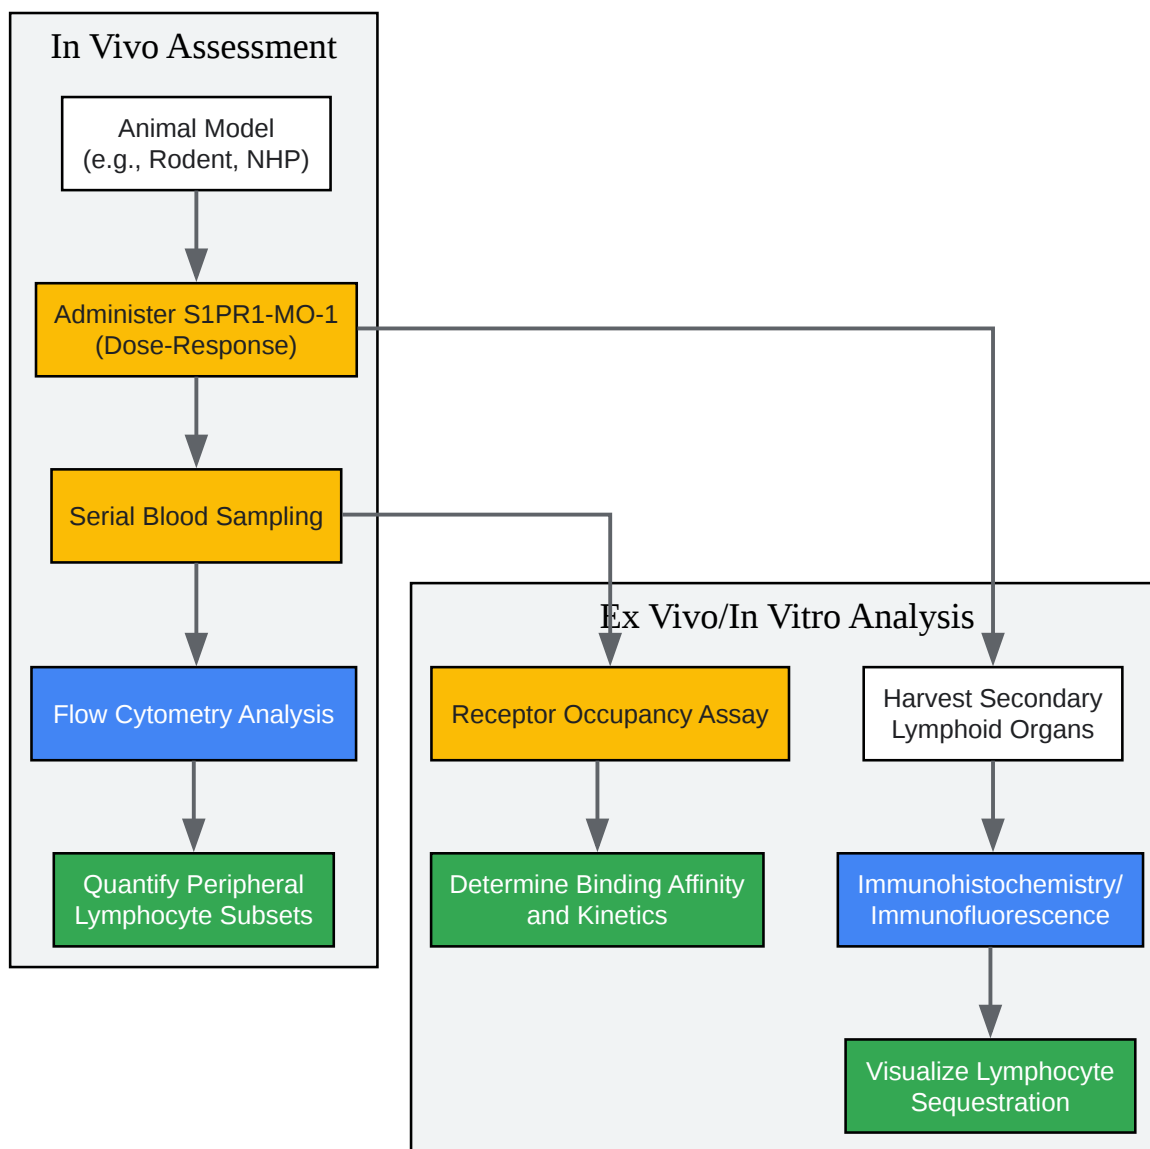 In Vivo Assessment
Animal Model
(e.g., Rodent, NHP)
Administer S1PR1-MO-1
(Dose-Response)
Serial Blood Sampling
Flow Cytometry Analysis
Quantify Peripheral
Lymphocyte Subsets
Ex Vivo/In Vitro Analysis
Receptor Occupancy Assay
Determine Binding Affinity
and Kinetics
Harvest Secondary
Lymphoid Organs
Immunohistochemistry/
Immunofluorescence
Visualize Lymphocyte
Sequestration